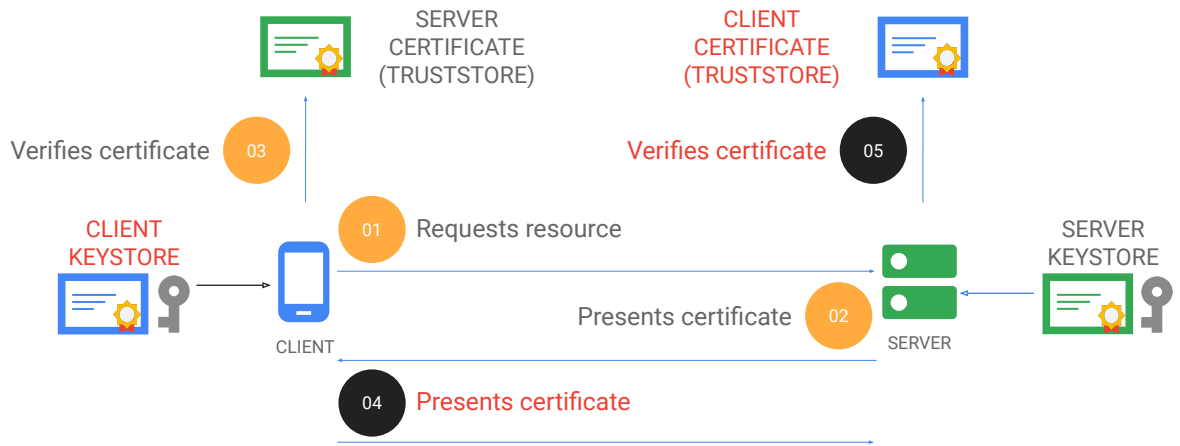 SERVER
CERTIFICATE
(TRUSTSTORE)
CLIENT
CERTIFICATE
(TRUSTSTORE)
Verifies certificate
03
Verifies certificate
05
CLIENT
KEYSTORE
01
Requests resource
SERVER
KEYSTORE
Presents certificate
02
CLIENT
SERVER
04
Presents certificate